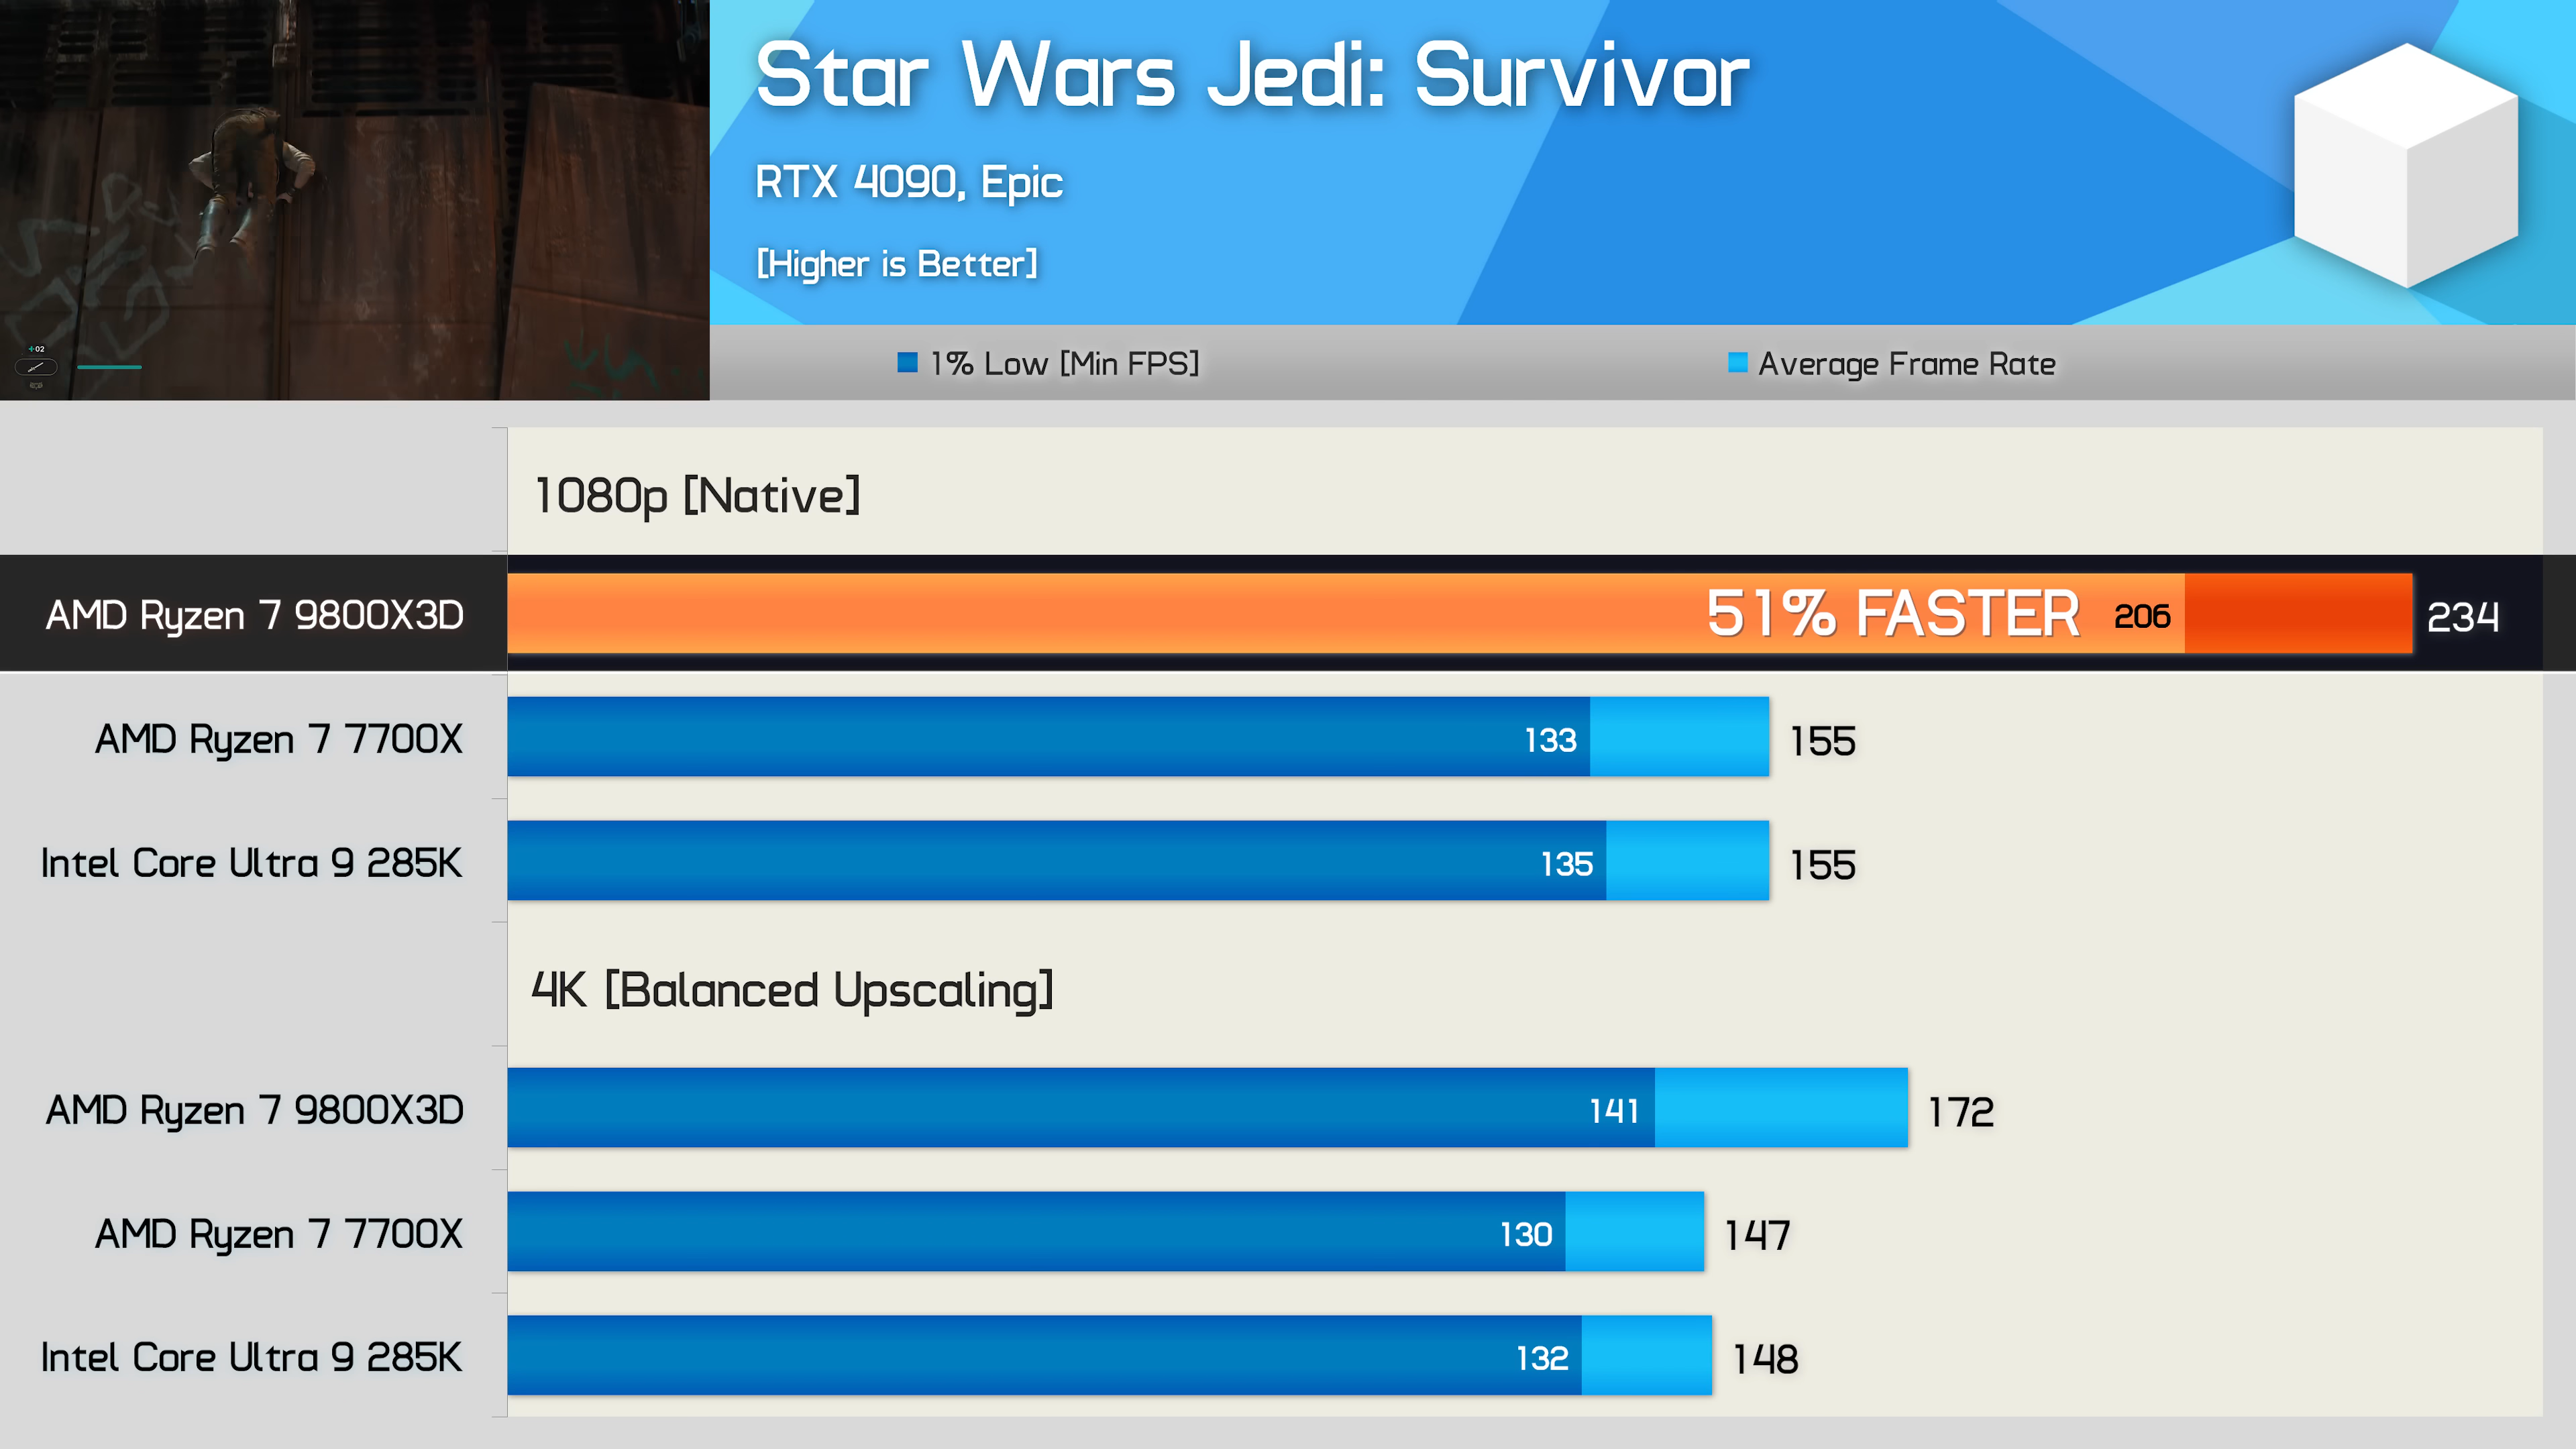 Star Wars Jedi: Survivor
RTX 4090, Epic
[Higher is Better]
+02
1% Low [Min FPS]
Average Frame Rate
1080p [Native]
AMD Ryzen 7 9800X3D 51% FASTER 206 234
AMD Ryzen 7 7700X 133 155
Intel Core Ultra 9 285K 135 155
4K [Balanced Upscaling]
AMD Ryzen 7 9800X3D 141 172
AMD Ryzen 7 7700X 130 147
Intel Core Ultra 9 285K 132 148